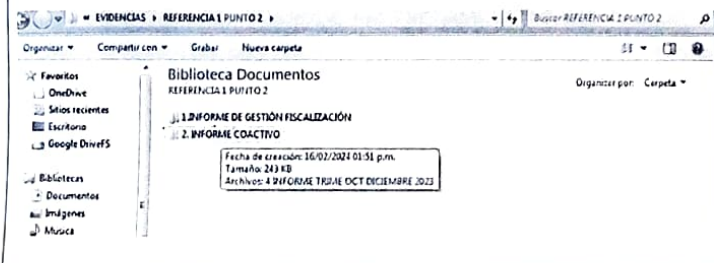 « EVIDENCIAS ▸ REFERENCIA 1 PUNTO 2 ▸
Buscar REFERENCIA 1 PUNTO 2
Organizar ▾ Compartir con ▾ Grabar Nueva carpeta
Favoritos
OneDrive
Sitios recientes
Escritorio
Google DriveFS
Bibliotecas
Documentos
Imágenes
Musica
Biblioteca Documentos
REFERENCIA 1 PUNTO 2
Organizar por: Carpeta ▾
1.INFORME DE GESTIÓN FISCALIZACIÓN
2. INFORME COACTIVO
Fecha de creación: 16/02/2024 01:51 p.m.
Tamaño: 243 KB
Archivos: 4 INFORME TRIME OCT DICIEMBRE 2023